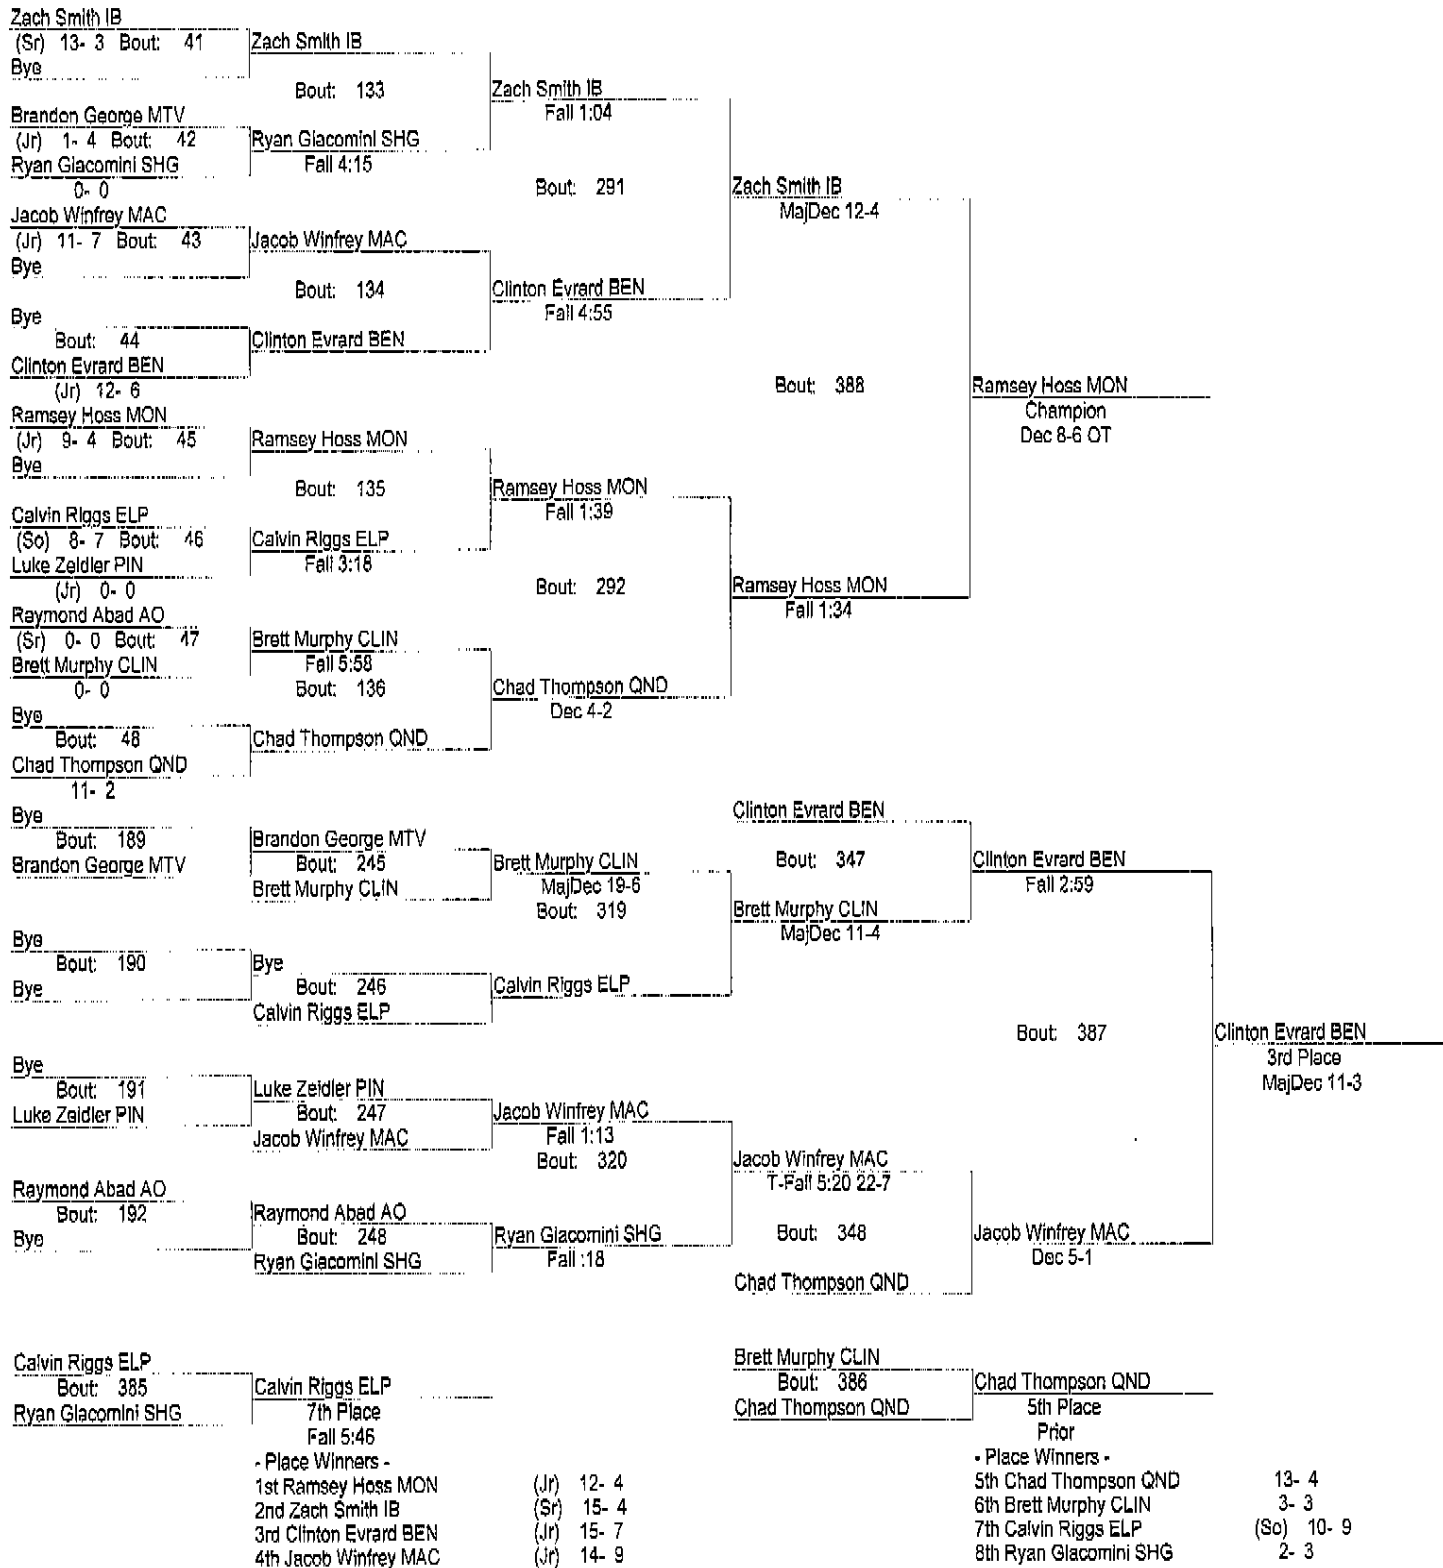 Zach Smith IB
(Sr) 13- 3 Bout: 41
Bye
Zach Smith IB
Bout: 133
Zach Smith IB
Fall 1:04
Brandon George MTV
(Jr) 1- 4 Bout: 42
Ryan Giacomini SHG
0- 0
Ryan Giacomini SHG
Fall 4:15
Bout: 291
Zach Smith IB
MajDec 12-4
Jacob Winfrey MAC
(Jr) 11- 7 Bout: 43
Bye
Jacob Winfrey MAC
Bout: 134
Clinton Evrard BEN
Fall 4:55
Bye
Bout: 44
Clinton Evrard BEN
(Jr) 12- 6
Clinton Evrard BEN
Bout: 388
Ramsey Hoss MON
Champion
Dec 8-6 OT
Ramsey Hoss MON
(Jr) 9- 4 Bout: 45
Bye
Ramsey Hoss MON
Bout: 135
Ramsey Hoss MON
Fall 1:39
Calvin Riggs ELP
(So) 8- 7 Bout: 46
Luke Zeidler PIN
(Jr) 0- 0
Calvin Riggs ELP
Fall 3:18
Bout: 292
Ramsey Hoss MON
Fall 1:34
Raymond Abad AO
(Sr) 0- 0 Bout: 47
Brett Murphy CLIN
0- 0
Brett Murphy CLIN
Fall 5:58
Bout: 136
Chad Thompson QND
Dec 4-2
Bye
Bout: 48
Chad Thompson QND
11- 2
Chad Thompson QND
Bye
Bout: 189
Brandon George MTV
Brandon George MTV
Bout: 245
Brett Murphy CLIN
Brett Murphy CLIN
MajDec 19-6
Bout: 319
Clinton Evrard BEN
Bout: 347
Brett Murphy CLIN
MajDec 11-4
Clinton Evrard BEN
Fall 2:59
Bye
Bout: 190
Bye
Bye
Bout: 246
Calvin Riggs ELP
Calvin Riggs ELP
Bout: 387
Clinton Evrard BEN
3rd Place
MajDec 11-3
Bye
Bout: 191
Luke Zeidler PIN
Luke Zeidler PIN
Bout: 247
Jacob Winfrey MAC
Jacob Winfrey MAC
Fall 1:13
Bout: 320
Jacob Winfrey MAC
T-Fall 5:20 22-7
Raymond Abad AO
Bout: 192
Bye
Raymond Abad AO
Bout: 248
Ryan Giacomini SHG
Ryan Giacomini SHG
Fall :18
Bout: 348
Chad Thompson QND
Jacob Winfrey MAC
Dec 5-1
Calvin Riggs ELP
Bout: 385
Ryan Giacomini SHG
Calvin Riggs ELP
7th Place
Fall 5:46
Brett Murphy CLIN
Bout: 386
Chad Thompson QND
Chad Thompson QND
5th Place
Prior
- Place Winners -
1st Ramsey Hoss MON (Jr) 12- 4
2nd Zach Smith IB (Sr) 15- 4
3rd Clinton Evrard BEN (Jr) 15- 7
4th Jacob Winfrey MAC (Jr) 14- 9
- Place Winners -
5th Chad Thompson QND 13- 4
6th Brett Murphy CLIN 3- 3
7th Calvin Riggs ELP (So) 10- 9
8th Ryan Giacomini SHG 2- 3